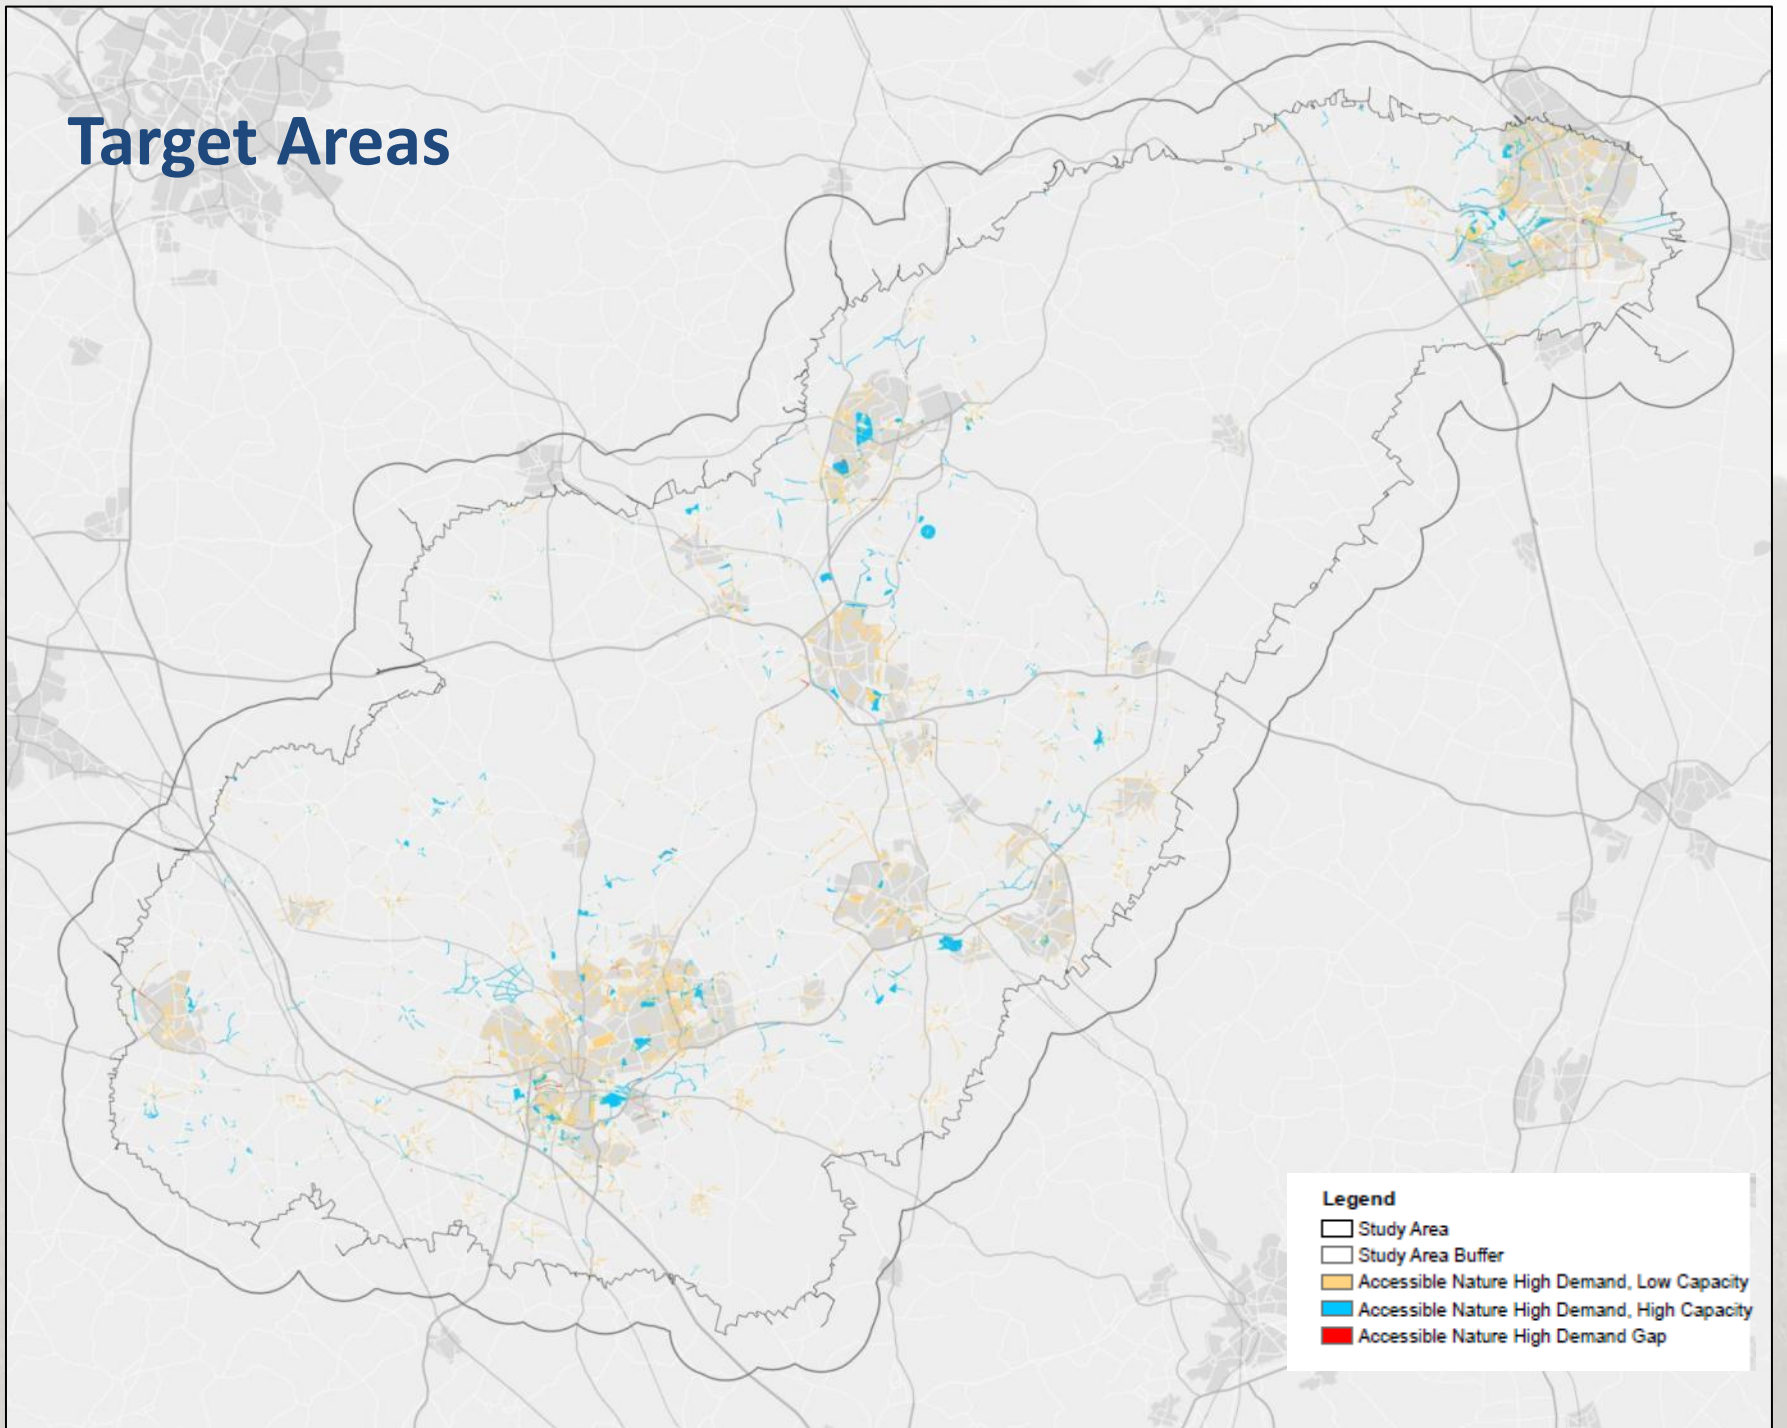 Target Areas
Legend
Study Area
Study Area Buffer
Accessible Nature High Demand, Low Capacity
Accessible Nature High Demand, High Capacity
Accessible Nature High Demand Gap